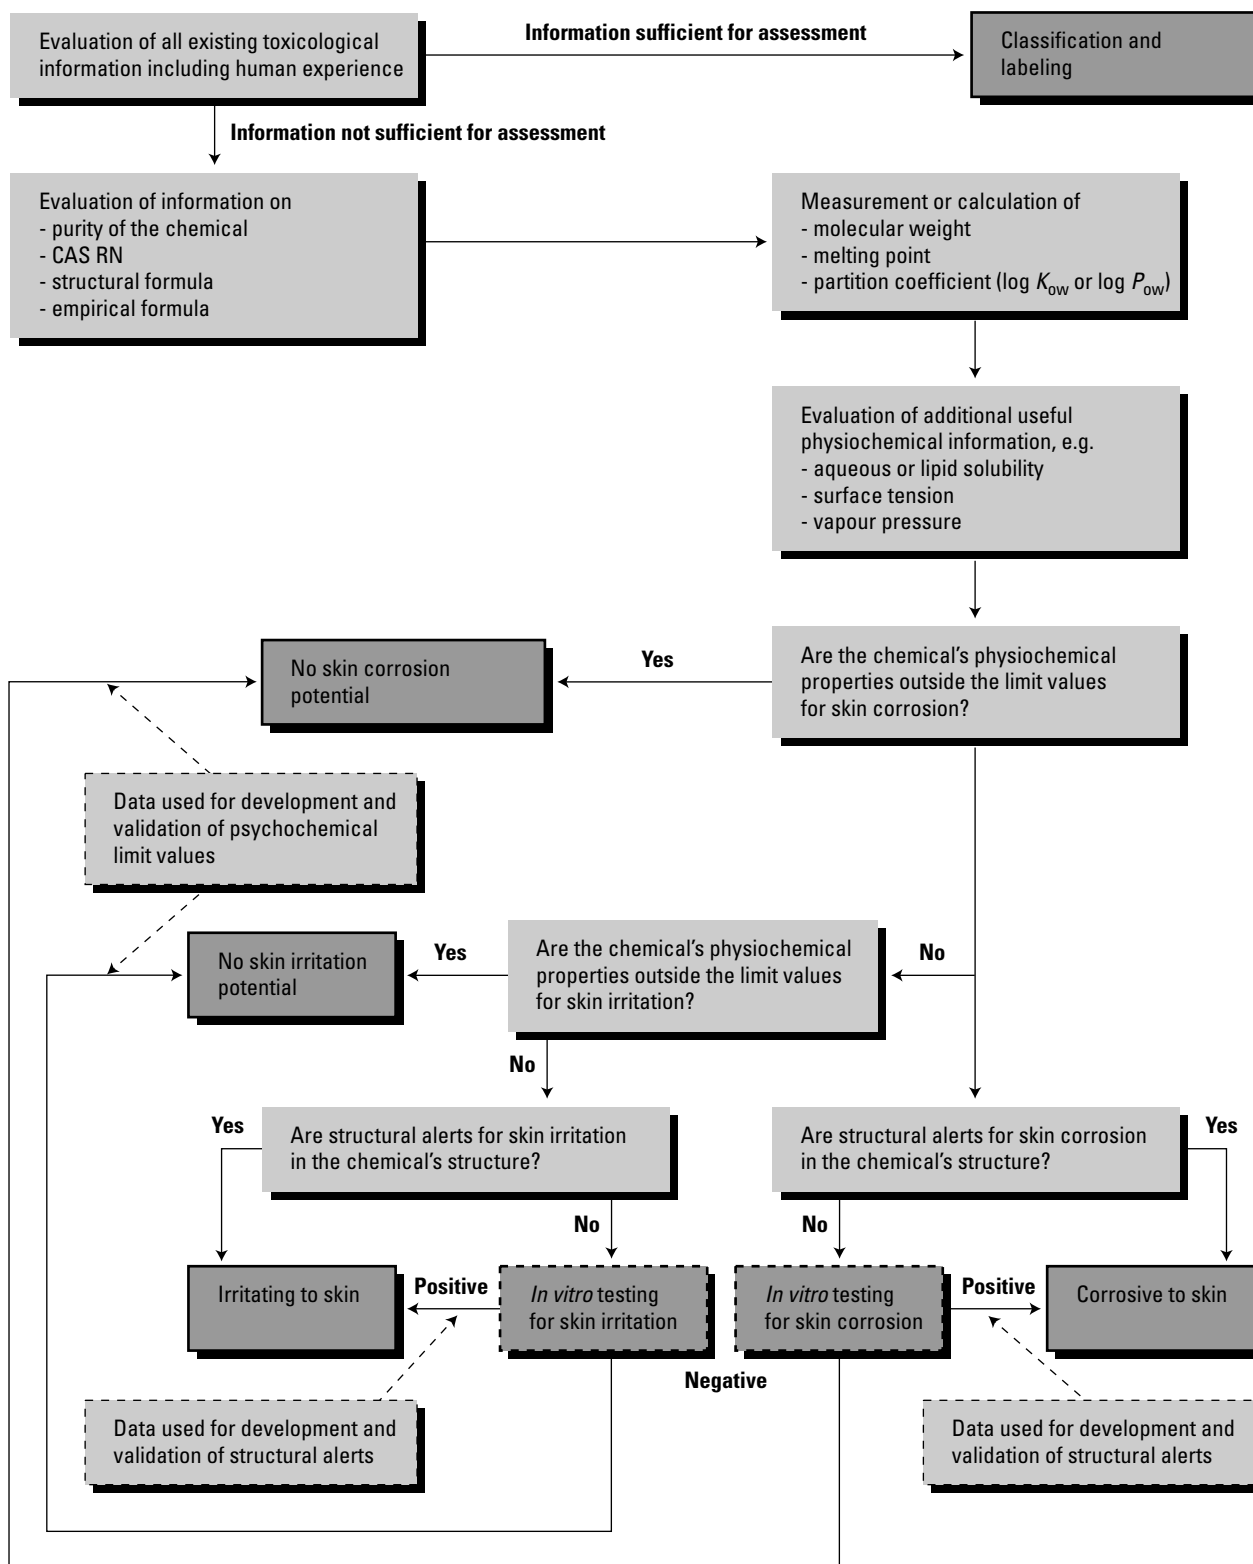 Evaluation of all existing toxicological
information including human experience
Information sufficient for assessment
Classification and
labeling
Information not sufficient for assessment
Evaluation of information on
- purity of the chemical
- CAS RN
- structural formula
- empirical formula
Measurement or calculation of
- molecular weight
- melting point
- partition coefficient (log Kow or log Pow)
Evaluation of additional useful
physiochemical information, e.g.
- aqueous or lipid solubility
- surface tension
- vapour pressure
No skin corrosion
potential
Yes
Are the chemical's physiochemical
properties outside the limit values
for skin corrosion?
Data used for development and
validation of psychochemical
limit values
No skin irritation
potential
Yes
Are the chemical's physiochemical
properties outside the limit values
for skin irritation?
No
No
Yes
Are structural alerts for skin irritation
in the chemical's structure?
Are structural alerts for skin corrosion
in the chemical's structure?
Yes
No
No
Irritating to skin
Positive
In vitro testing
for skin irritation
In vitro testing
for skin corrosion
Positive
Corrosive to skin
Negative
Data used for development and
validation of structural alerts
Data used for development and
validation of structural alerts